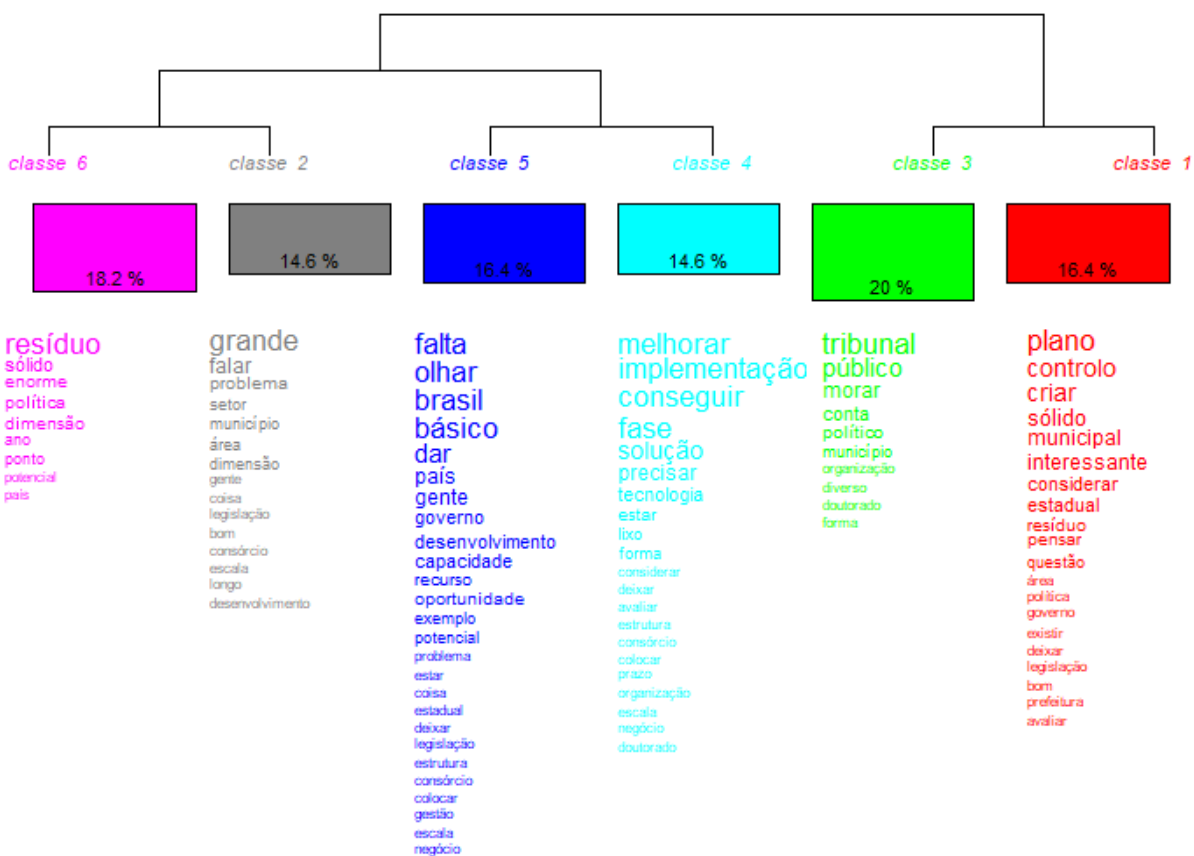 classe 6
classe 2
classe 5
classe 4
classe 3
classe 1
18.2 %
14.6 %
16.4 %
14.6 %
20 %
16.4 %
resíduo
sólido
enorme
política
dimensão
ano
ponto
potencial
país
grande
falar
problema
setor
município
área
dimensão
gente
coisa
legislação
bom
consórcio
escala
longo
desenvolvimento
falta
olhar
brasil
básico
dar
país
gente
governo
desenvolvimento
capacidade
recurso
oportunidade
exemplo
potencial
problema
estar
coisa
estadual
deixar
legislação
estrutura
consórcio
colocar
gestão
escala
negócio
melhorar
implementação
conseguir
fase
solução
precisar
tecnologia
estar
lixo
forma
considerar
deixar
avaliar
estrutura
consórcio
colocar
prazo
organização
escala
negócio
doutorado
tribunal
público
morar
conta
político
município
organização
diverso
doutorado
forma
plano
controlo
criar
sólido
municipal
interessante
considerar
estadual
resíduo
pensar
questão
área
política
governo
existir
deixar
legislação
bom
prefeitura
avaliar